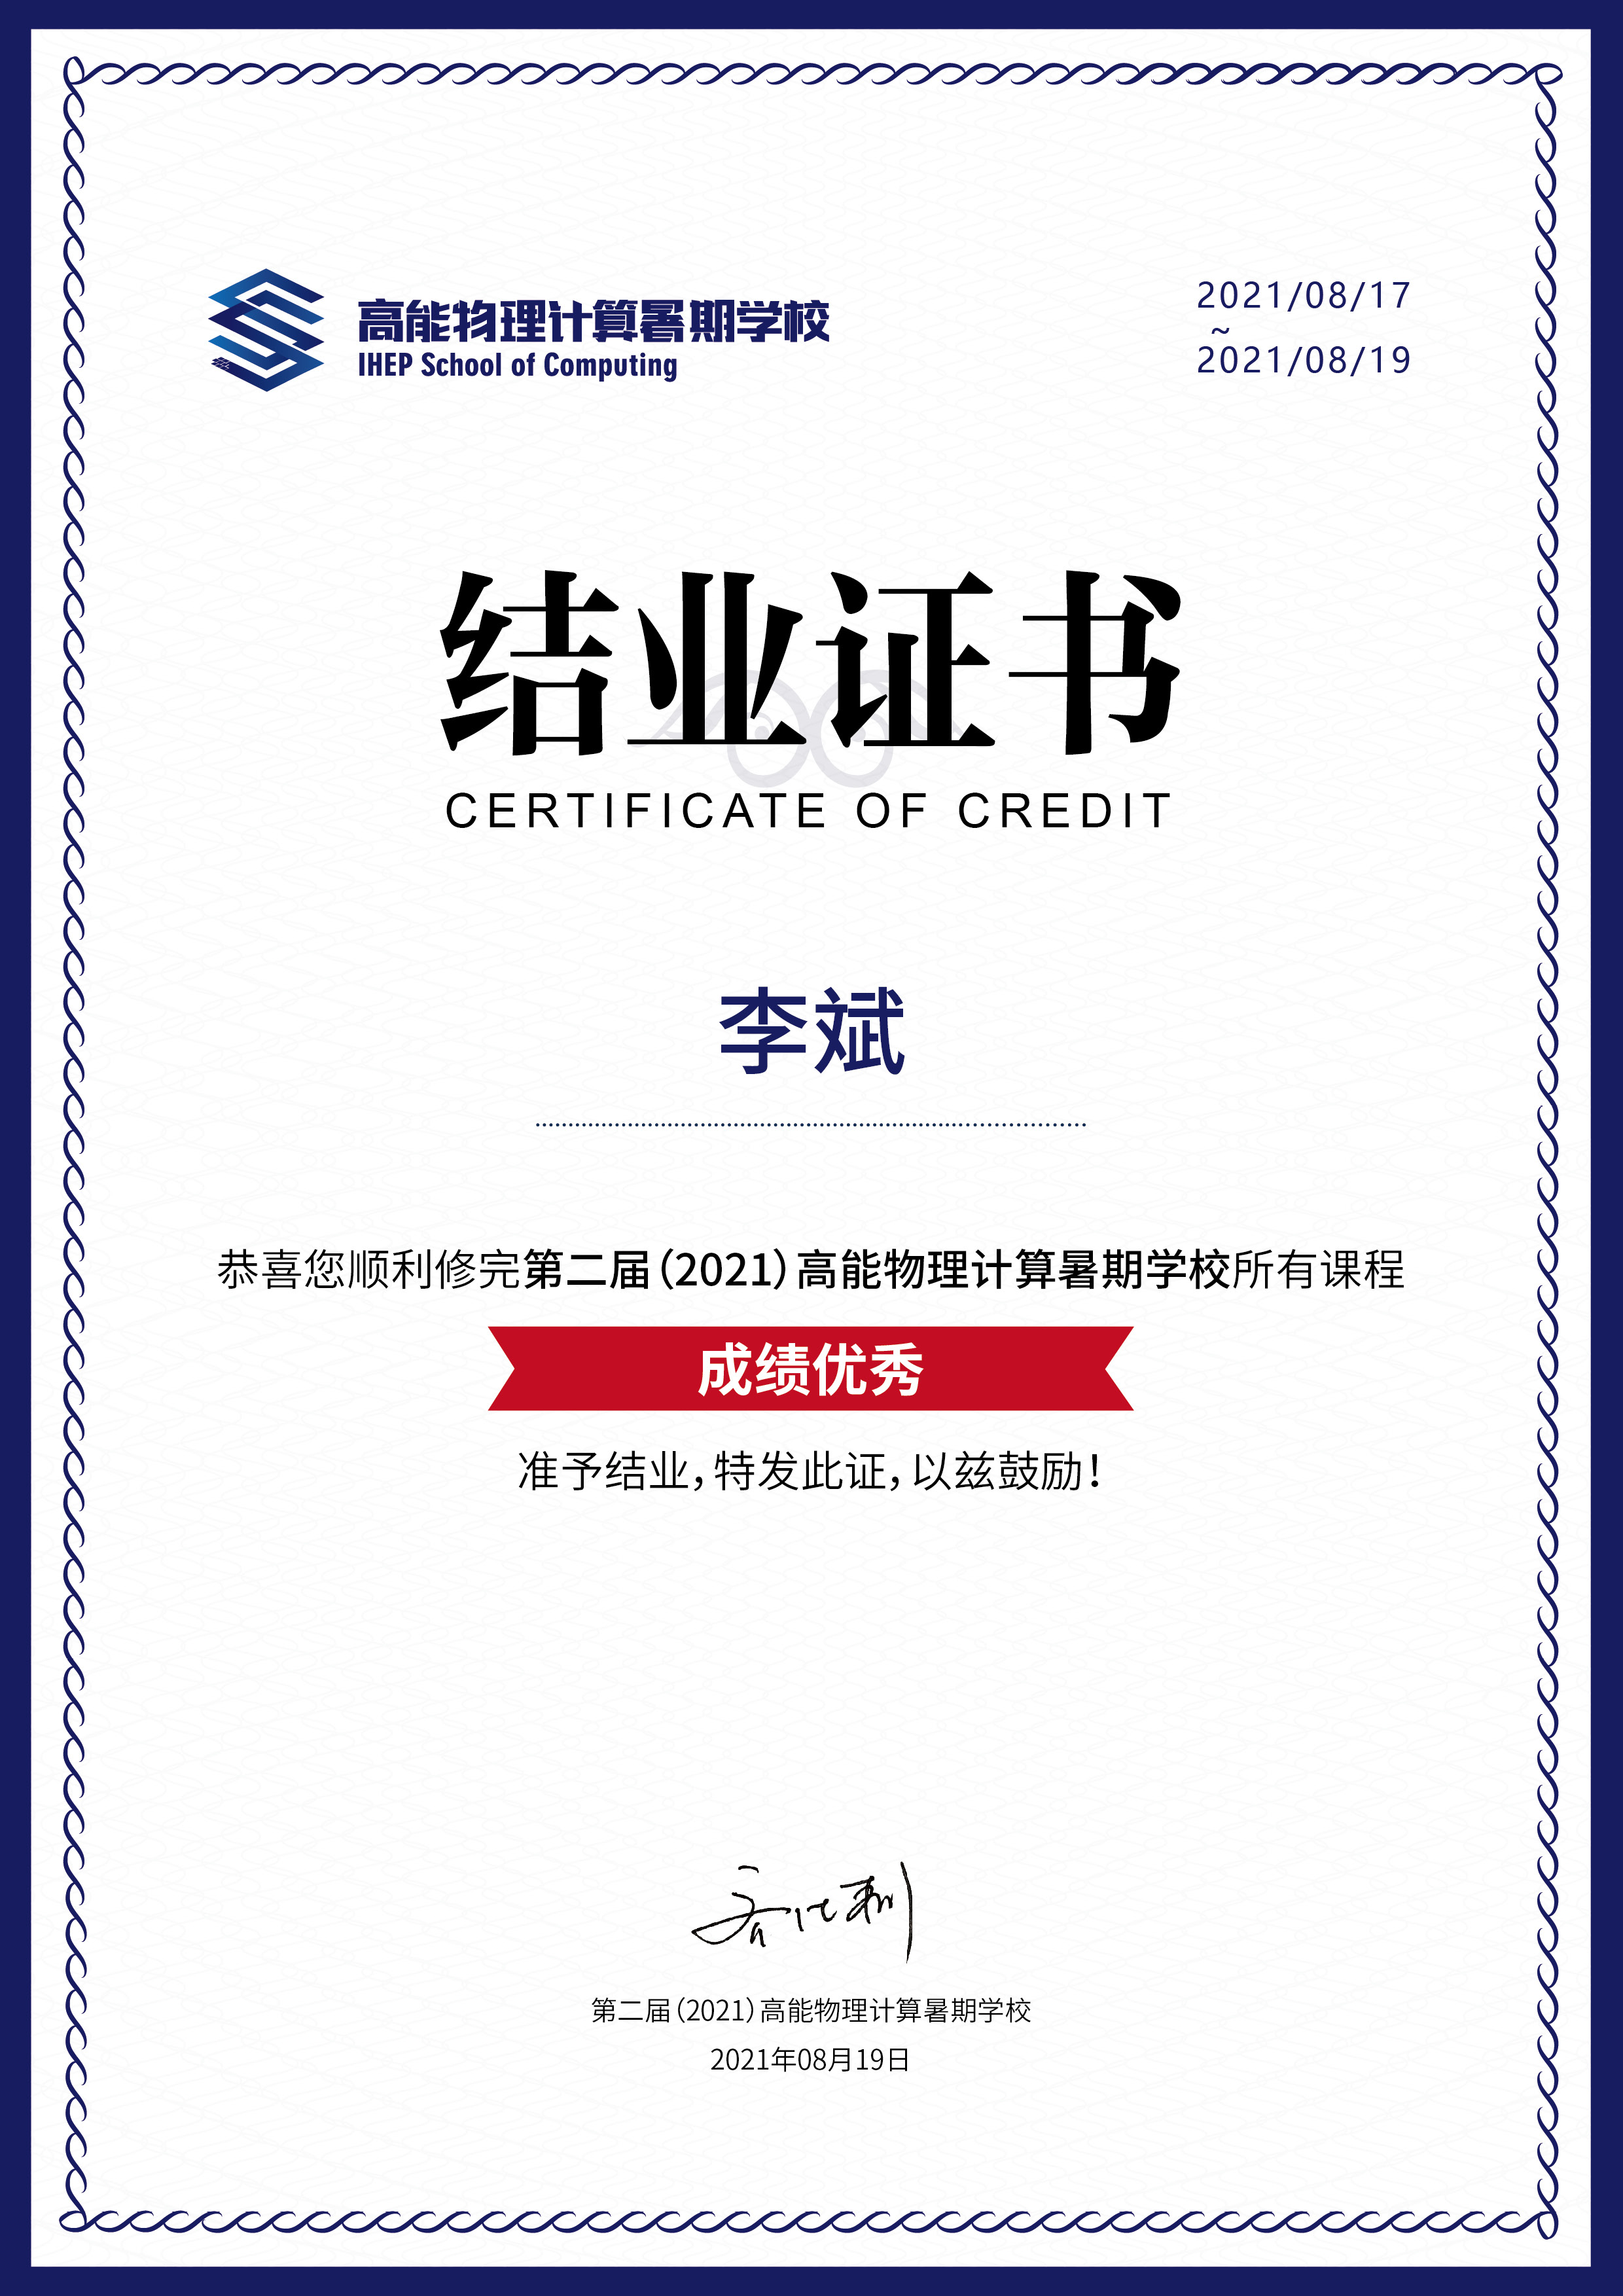 高能物理计算暑期学校
IHEP School of Computing
2021/08/17
~
2021/08/19
结业证书
CERTIFICATE OF CREDIT
李斌
恭喜您顺利修完第二届（2021）高能物理计算暑期学校所有课程
成绩优秀
准予结业，特发此证，以兹鼓励！
第二届（2021）高能物理计算暑期学校
2021年08月19日